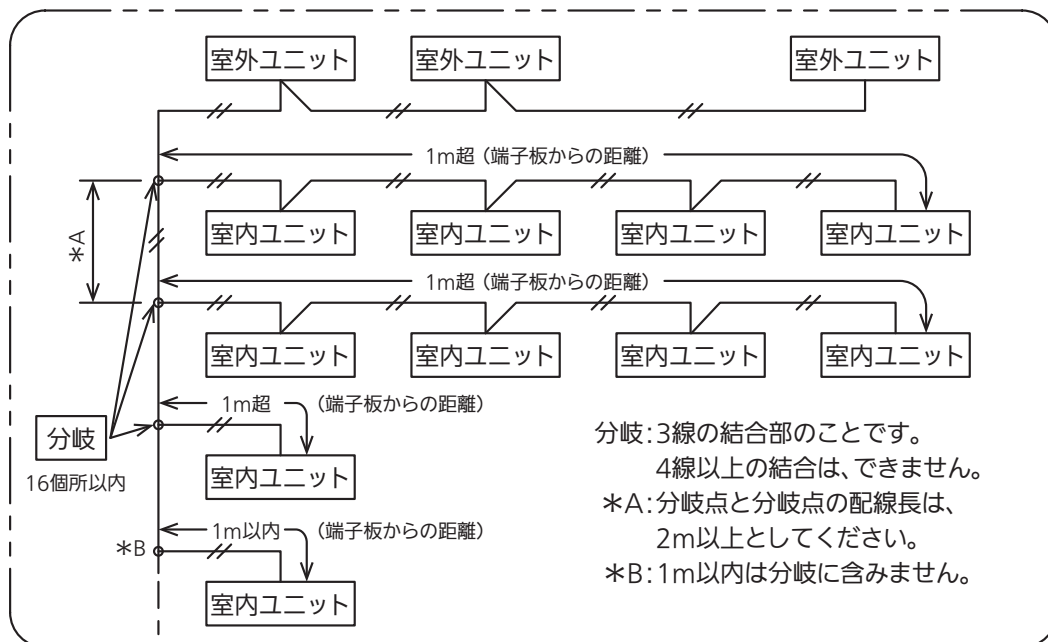 室外ユニット
室外ユニット
室外ユニット
1m超（端子板からの距離）
室内ユニット
室内ユニット
室内ユニット
室内ユニット
*A
1m超（端子板からの距離）
室内ユニット
室内ユニット
室内ユニット
室内ユニット
1m超 （端子板からの距離）
分岐
16個所以内
室内ユニット
*B
1m以内 （端子板からの距離）
室内ユニット
分岐：3線の結合部のことです。
4線以上の結合は、できません。
*A：分岐点と分岐点の配線長は、
2m以上としてください。
*B：1m以内は分岐に含みません。